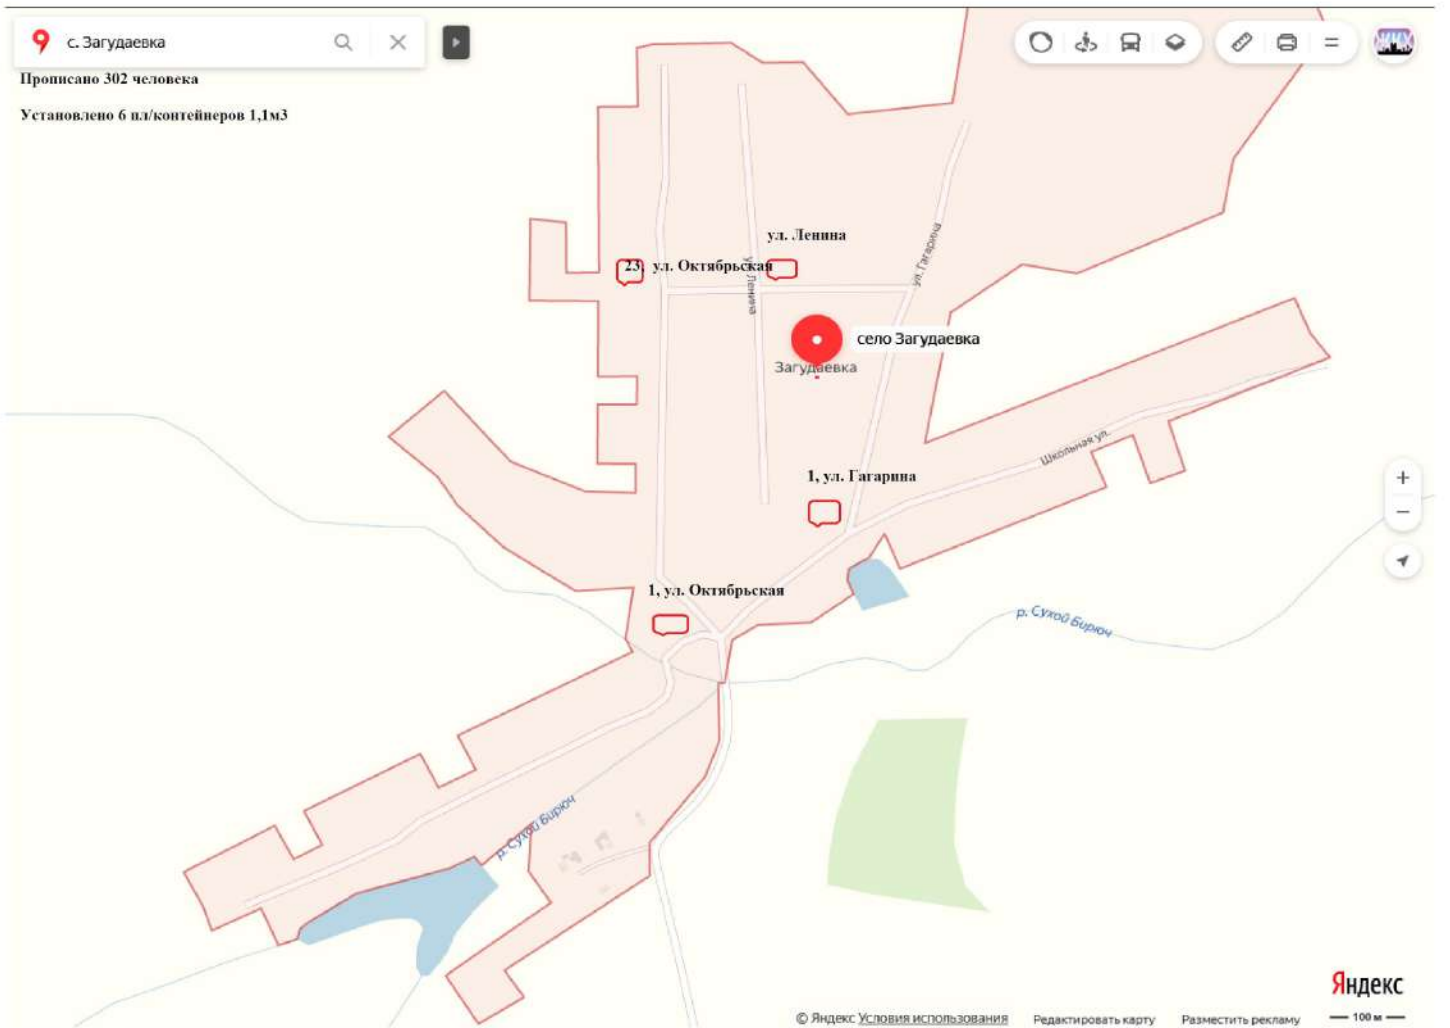 с. Загудаевка
Прописано 302 человека
Установлено 6 пл/контейнеров 1,1м3
ЖКХ
ул. Ленина
ул. Гагарина
23, ул. Октябрьская
ул. Ленина
село Загудаевка
Загудаевка
Школьная ул.
1, ул. Гагарина
1, ул. Октябрьская
р. Сухой Бирюч
р. Сухой Бирюч
Яндекс
© Яндекс Условия использования Редактировать карту Разместить рекламу 100 м